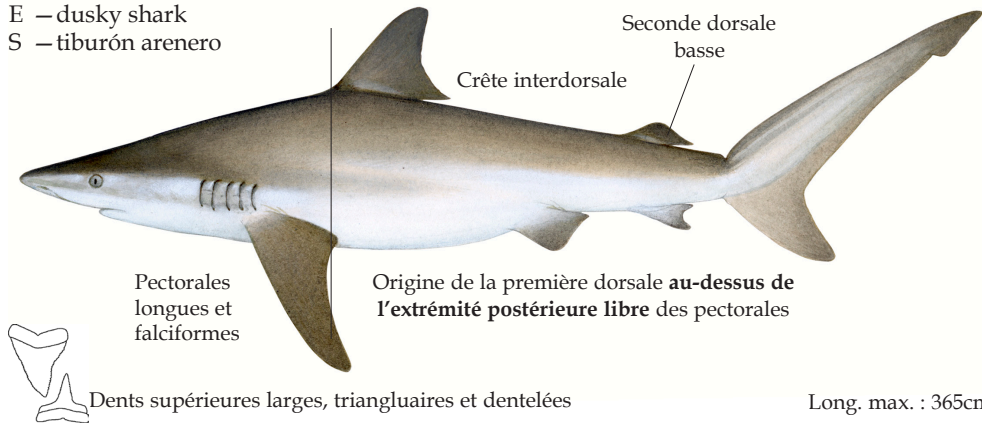 E – dusky shark
S – tiburón arenero
Seconde dorsale
basse
Crête interdorsale
Pectorales
longues et
falciformes
Origine de la première dorsale au-dessus de
l'extrémité postérieure libre des pectorales
Dents supérieures larges, triangluaires et dentelées
Long. max. : 365cm